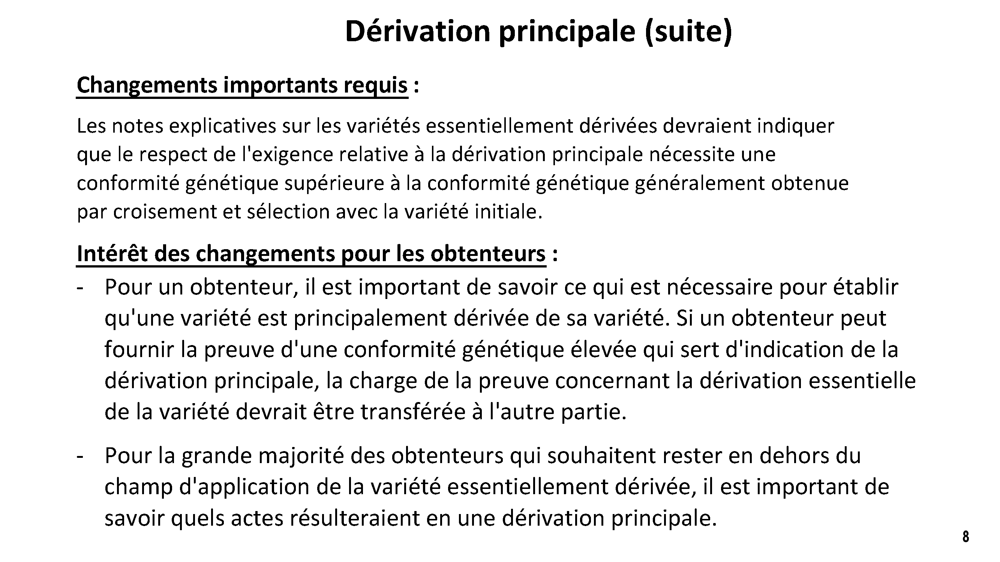 Dérivation principale (suite)
Changements importants requis :
Les notes explicatives sur les variétés essentiellement dérivées devraient indiquer
que le respect de l'exigence relative à la dérivation principale nécessite une
conformité génétique supérieure à la conformité génétique généralement obtenue
par croisement et sélection avec la variété initiale.
Intérêt des changements pour les obtenteurs :
- Pour un obtenteur, il est important de savoir ce qui est nécessaire pour établir
qu'une variété est principalement dérivée de sa variété. Si un obtenteur peut
fournir la preuve d'une conformité génétique élevée qui sert d'indication de la
dérivation principale, la charge de la preuve concernant la dérivation essentielle
de la variété devrait être transférée à l'autre partie.
- Pour la grande majorité des obtenteurs qui souhaitent rester en dehors du
champ d'application de la variété essentiellement dérivée, il est important de
savoir quels actes résulteraient en une dérivation principale.
8